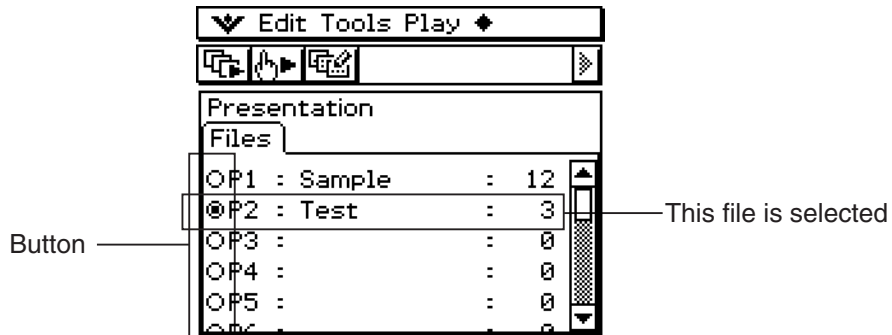 Edit Tools Play
Presentation
Files
P1 : Sample : 12
P2 : Test : 3
This file is selected
Button
P3 : : 0
P4 : : 0
P5 : : 0